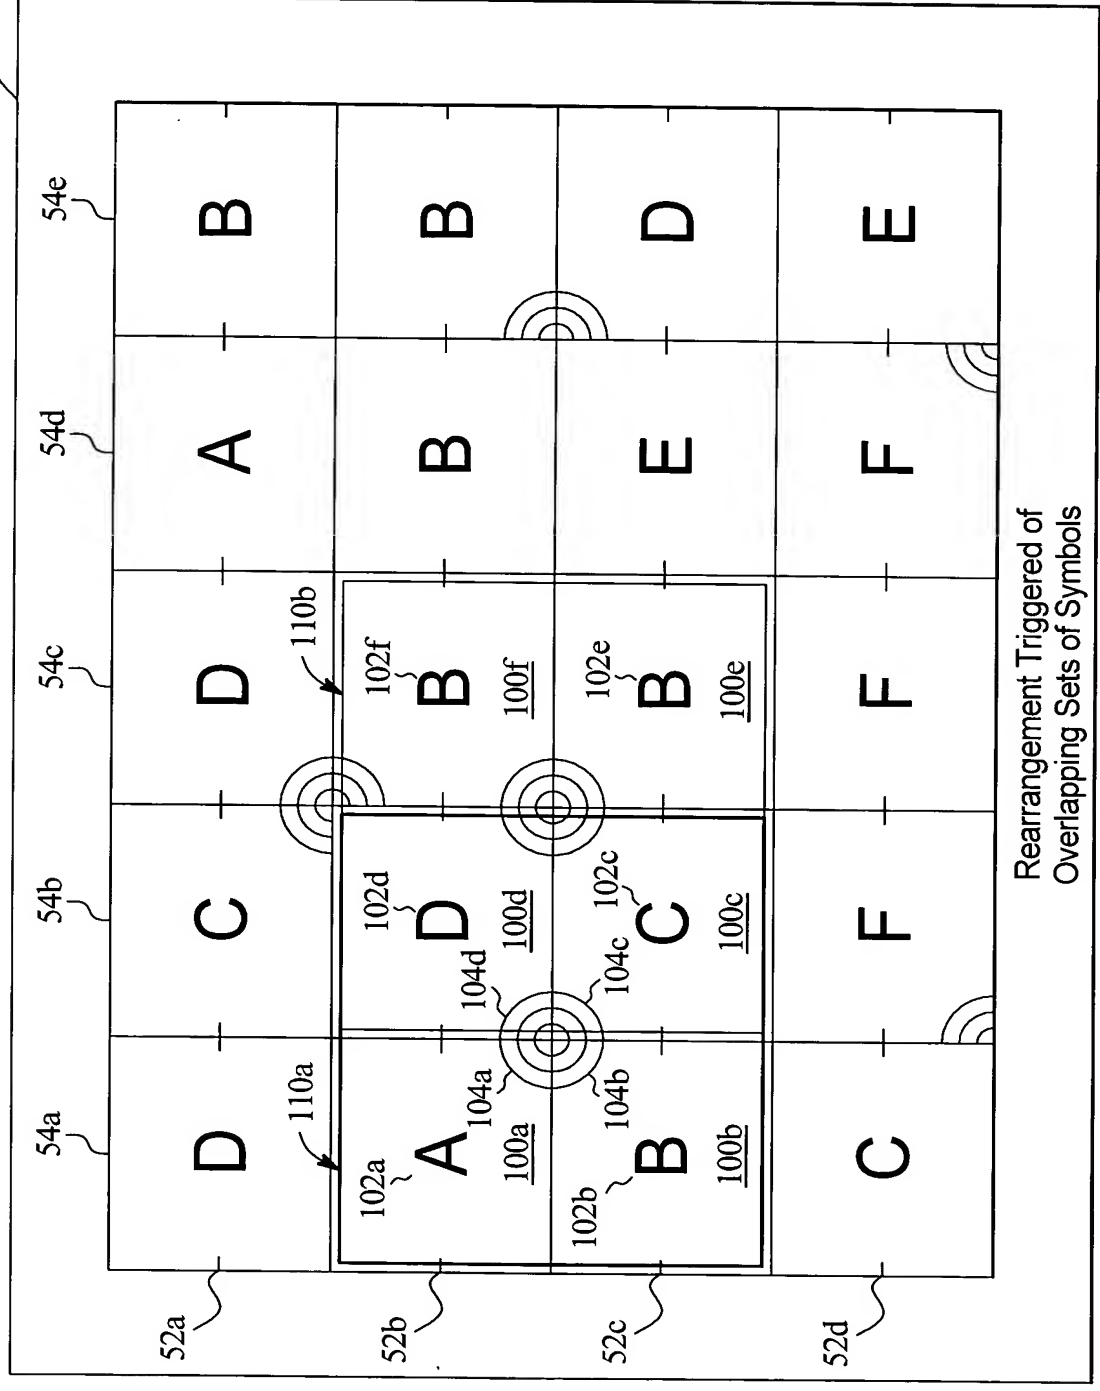 54a 54b 54c 54d 54e
52a
D C D A B
110a 110b
102a 102d 102f
52b A D B B B
104a 104d
100a 100d 100f
102b 104b 104c 102c 102e
52c B C B E D
100b 100c 100e
52d C F F F E
Rearrangement Triggered of
Overlapping Sets of Symbols